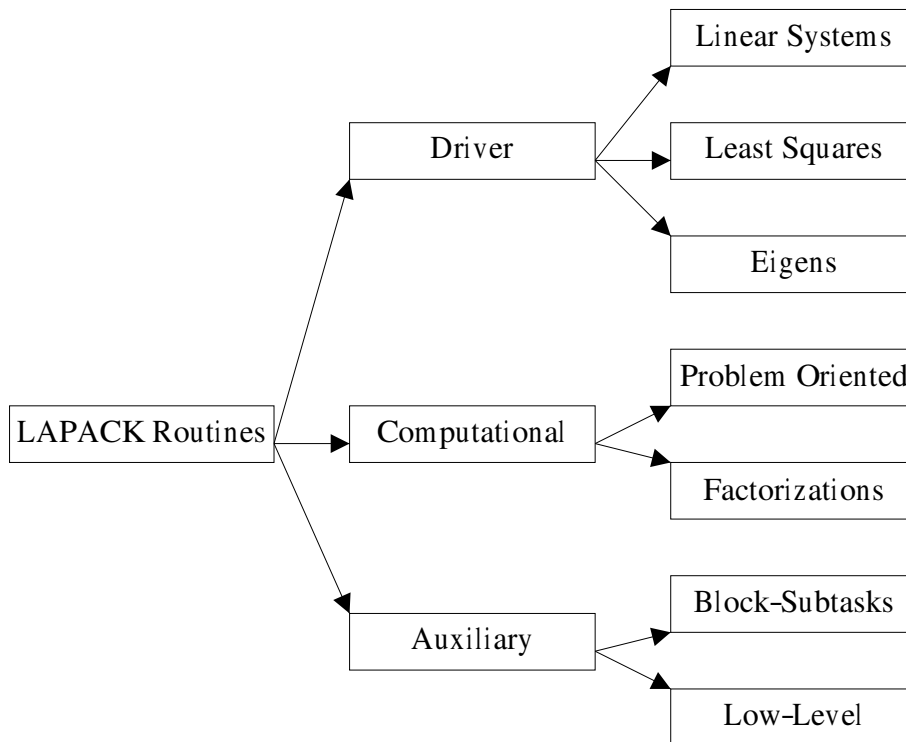 Linear Systems
Driver
Least Squares
Eigens
Problem Oriented
LAPACK Routines
Computational
Factorizations
Block-Subtasks
Auxiliary
Low-Level